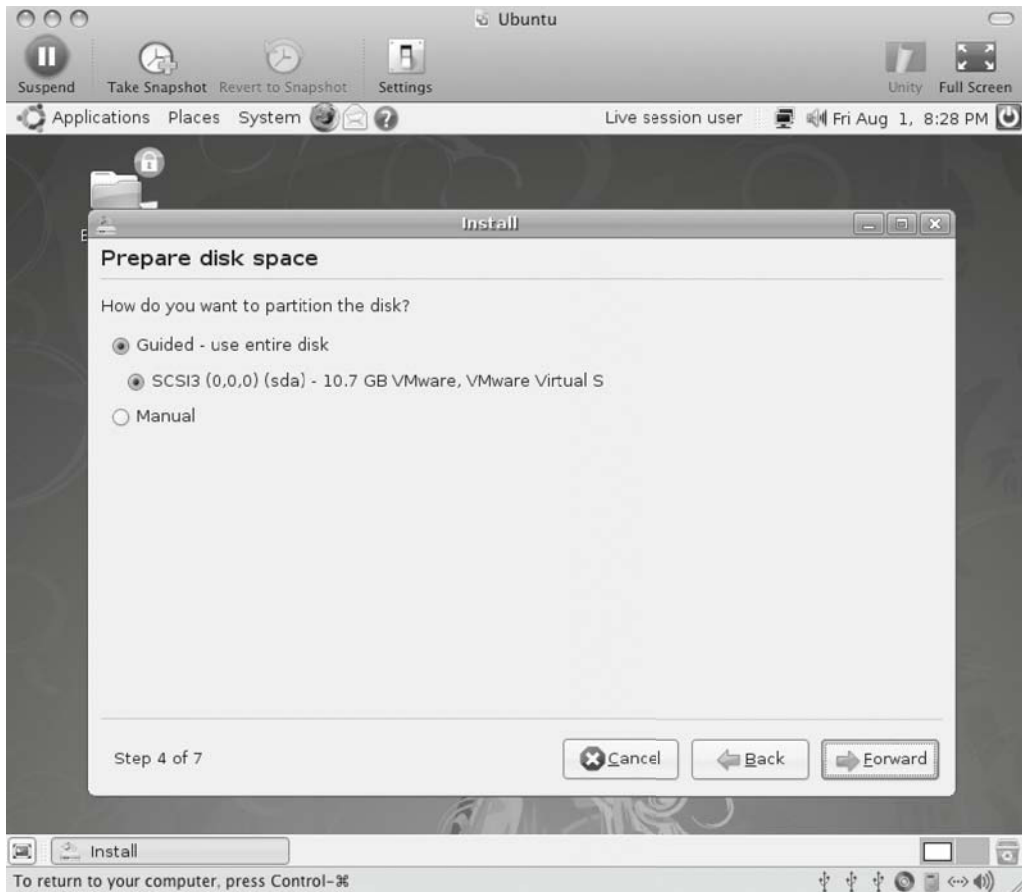 Ubuntu
Suspend Take Snapshot Revert to Snapshot Settings Unity Full Screen
Applications Places System Live session user Fri Aug 1, 8:28 PM
E
Install
Prepare disk space
How do you want to partition the disk?
Guided - use entire disk
SCSI3 (0,0,0) (sda) - 10.7 GB VMware, VMware Virtual S
Manual
Step 4 of 7 Cancel Back Forward
Install
To return to your computer, press Control-⌘